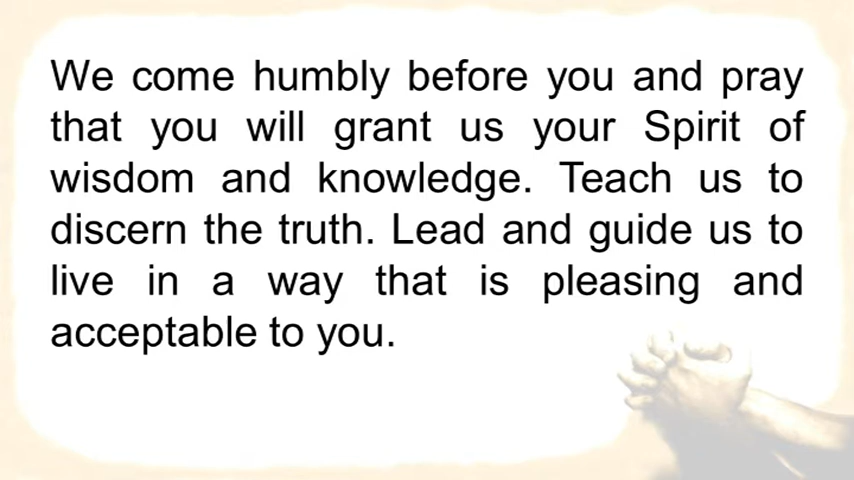 We come humbly before you and pray
that you will grant us your Spirit of
wisdom and knowledge. Teach us to
discern the truth. Lead and guide us to
live in a way that is pleasing and
acceptable to you.